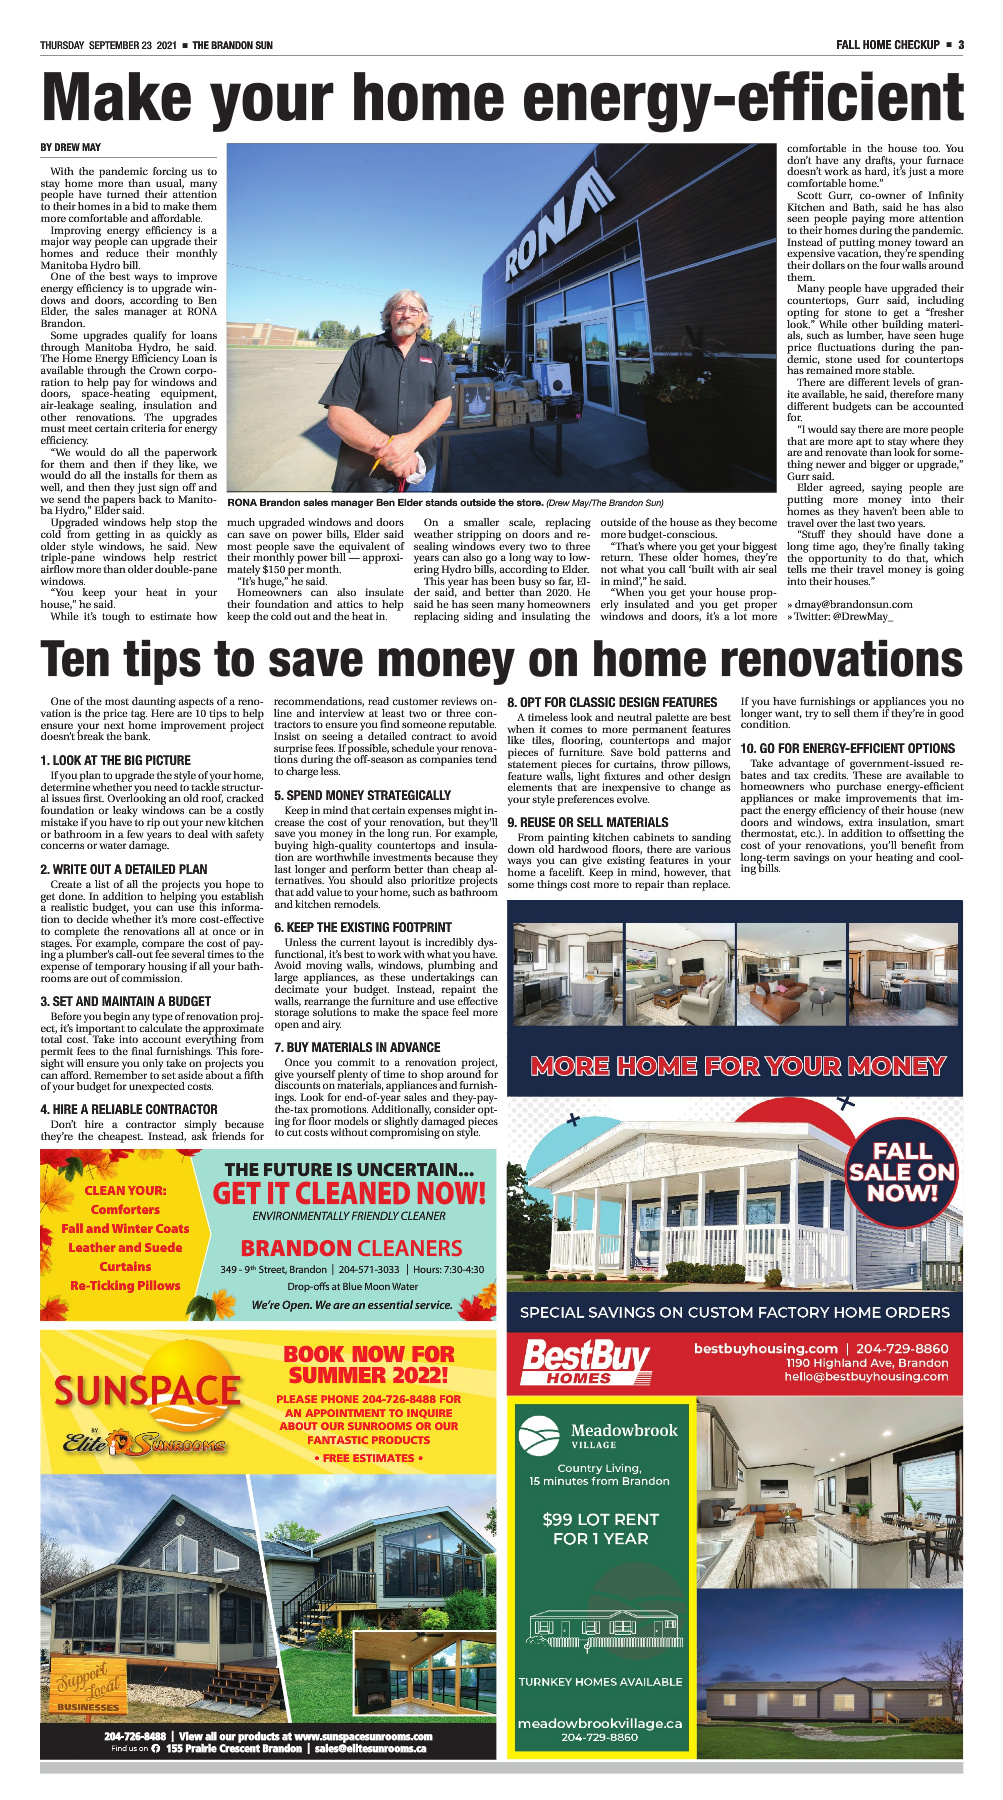 THURSDAY SEPTEMBER 23 2021 ■ THE BRANDON SUN
FALL HOME CHECKUP ■ 3
Make your home energy-efficient
BY DREW MAY
With the pandemic forcing us to
stay home more than usual, many
people have turned their attention
to their homes in a bid to make them
more comfortable and affordable.
Improving energy efficiency is a
major way people can upgrade their
homes and reduce their monthly
Manitoba Hydro bill.
One of the best ways to improve
energy efficiency is to upgrade win-
dows and doors, according to Ben
Elder, the sales manager at RONA
Brandon.
Some upgrades qualify for loans
through Manitoba Hydro, he said.
The Home Energy Efficiency Loan is
available through the Crown corpo-
ration to help pay for windows and
doors, space-heating equipment,
air-leakage sealing, insulation and
other renovations. The upgrades
must meet certain criteria for energy
efficiency.
“We would do all the paperwork
for them and then if they like, we
would do all the installs for them as
well, and then they just sign off and
we send the papers back to Manito-
ba Hydro,” Elder said.
Upgraded windows help stop the
cold from getting in as quickly as
older style windows, he said. New
triple-pane windows help restrict
airflow more than older double-pane
windows.
“You keep your heat in your
house,” he said.
While it’s tough to estimate how
RONA
RONA Brandon sales manager Ben Elder stands outside the store. (Drew May/The Brandon Sun)
much upgraded windows and doors
can save on power bills, Elder said
most people save the equivalent of
their monthly power bill — approxi-
mately $150 per month.
“It’s huge,” he said.
Homeowners can also insulate
their foundation and attics to help
keep the cold out and the heat in.
On a smaller scale, replacing
weather stripping on doors and re-
sealing windows every two to three
years can also go a long way to low-
ering Hydro bills, according to Elder.
This year has been busy so far, El-
der said, and better than 2020. He
said he has seen many homeowners
replacing siding and insulating the
outside of the house as they become
more budget-conscious.
“That’s where you get your biggest
return. These older homes, they’re
not what you call ‘built with air seal
in mind’,” he said.
“When you get your house prop-
erly insulated and you get proper
windows and doors, it’s a lot more
comfortable in the house too. You
don’t have any drafts, your furnace
doesn’t work as hard, it’s just a more
comfortable home.”
Scott Gurr, co-owner of Infinity
Kitchen and Bath, said he has also
seen people paying more attention
to their homes during the pandemic.
Instead of putting money toward an
expensive vacation, they’re spending
their dollars on the four walls around
them.
Many people have upgraded their
countertops, Gurr said, including
opting for stone to get a “fresher
look.” While other building materi-
als, such as lumber, have seen huge
price fluctuations during the pan-
demic, stone used for countertops
has remained more stable.
There are different levels of gran-
ite available, he said, therefore many
different budgets can be accounted
for.
“I would say there are more people
that are more apt to stay where they
are and renovate than look for some-
thing newer and bigger or upgrade,”
Gurr said.
Elder agreed, saying people are
putting more money into their
homes as they haven’t been able to
travel over the last two years.
“Stuff they should have done a
long time ago, they’re finally taking
the opportunity to do that, which
tells me their travel money is going
into their houses.”
» dmay@brandonsun.com
» Twitter: @DrewMay_
Ten tips to save money on home renovations
One of the most daunting aspects of a reno-
vation is the price tag. Here are 10 tips to help
ensure your next home improvement project
doesn’t break the bank.
1. LOOK AT THE BIG PICTURE
If you plan to upgrade the style of your home,
determine whether you need to tackle structur-
al issues first. Overlooking an old roof, cracked
foundation or leaky windows can be a costly
mistake if you have to rip out your new kitchen
or bathroom in a few years to deal with safety
concerns or water damage.
2. WRITE OUT A DETAILED PLAN
Create a list of all the projects you hope to
get done. In addition to helping you establish
a realistic budget, you can use this informa-
tion to decide whether it’s more cost-effective
to complete the renovations all at once or in
stages. For example, compare the cost of pay-
ing a plumber’s call-out fee several times to the
expense of temporary housing if all your bath-
rooms are out of commission.
3. SET AND MAINTAIN A BUDGET
Before you begin any type of renovation proj-
ect, it’s important to calculate the approximate
total cost. Take into account everything from
permit fees to the final furnishings. This fore-
sight will ensure you only take on projects you
can afford. Remember to set aside about a fifth
of your budget for unexpected costs.
4. HIRE A RELIABLE CONTRACTOR
Don’t hire a contractor simply because
they’re the cheapest. Instead, ask friends for
recommendations, read customer reviews on-
line and interview at least two or three con-
tractors to ensure you find someone reputable.
Insist on seeing a detailed contract to avoid
surprise fees. If possible, schedule your renova-
tions during the off-season as companies tend
to charge less.
5. SPEND MONEY STRATEGICALLY
Keep in mind that certain expenses might in-
crease the cost of your renovation, but they’ll
save you money in the long run. For example,
buying high-quality countertops and insula-
tion are worthwhile investments because they
last longer and perform better than cheap al-
ternatives. You should also prioritize projects
that add value to your home, such as bathroom
and kitchen remodels.
6. KEEP THE EXISTING FOOTPRINT
Unless the current layout is incredibly dys-
functional, it’s best to work with what you have.
Avoid moving walls, windows, plumbing and
large appliances, as these undertakings can
decimate your budget. Instead, repaint the
walls, rearrange the furniture and use effective
storage solutions to make the space feel more
open and airy.
7. BUY MATERIALS IN ADVANCE
Once you commit to a renovation project,
give yourself plenty of time to shop around for
discounts on materials, appliances and furnish-
ings. Look for end-of-year sales and they-pay-
the-tax promotions. Additionally, consider opt-
ing for floor models or slightly damaged pieces
to cut costs without compromising on style.
8. OPT FOR CLASSIC DESIGN FEATURES
A timeless look and neutral palette are best
when it comes to more permanent features
like tiles, flooring, countertops and major
pieces of furniture. Save bold patterns and
statement pieces for curtains, throw pillows,
feature walls, light fixtures and other design
elements that are inexpensive to change as
your style preferences evolve.
9. REUSE OR SELL MATERIALS
From painting kitchen cabinets to sanding
down old hardwood floors, there are various
ways you can give existing features in your
home a facelift. Keep in mind, however, that
some things cost more to repair than replace.
If you have furnishings or appliances you no
longer want, try to sell them if they’re in good
condition.
10. GO FOR ENERGY-EFFICIENT OPTIONS
Take advantage of government-issued re-
bates and tax credits. These are available to
homeowners who purchase energy-efficient
appliances or make improvements that im-
pact the energy efficiency of their house (new
doors and windows, extra insulation, smart
thermostat, etc.). In addition to offsetting the
cost of your renovations, you’ll benefit from
long-term savings on your heating and cool-
ing bills.
CLEAN YOUR:
Comforters
Fall and Winter Coats
Leather and Suede
Curtains
Re-Ticking Pillows
THE FUTURE IS UNCERTAIN...
GET IT CLEANED NOW!
ENVIRONMENTALLY FRIENDLY CLEANER
BRANDON CLEANERS
349 - 9th Street, Brandon | 204-571-3033 | Hours: 7:30-4:30
Drop-offs at Blue Moon Water
We’re Open. We are an essential service.
SUNSPACE
BY:
Elite Sunrooms
BOOK NOW FOR
SUMMER 2022!
PLEASE PHONE 204-726-8488 FOR
AN APPOINTMENT TO INQUIRE
ABOUT OUR SUNROOMS OR OUR
FANTASTIC PRODUCTS
• FREE ESTIMATES •
Support
Local
BUSINESSES
204-726-8488 | View all our products at www.sunspacesunrooms.com
Find us on 155 Prairie Crescent Brandon | sales@elitesunrooms.ca
MORE HOME FOR YOUR MONEY
FALL
SALE ON
NOW!
SPECIAL SAVINGS ON CUSTOM FACTORY HOME ORDERS
BestBuy
HOMES
bestbuyhousing.com | 204-729-8860
1190 Highland Ave, Brandon
hello@bestbuyhousing.com
Meadowbrook
VILLAGE
Country Living,
15 minutes from Brandon
$99 LOT RENT
FOR 1 YEAR
TURNKEY HOMES AVAILABLE
meadowbrookvillage.ca
204-729-8860